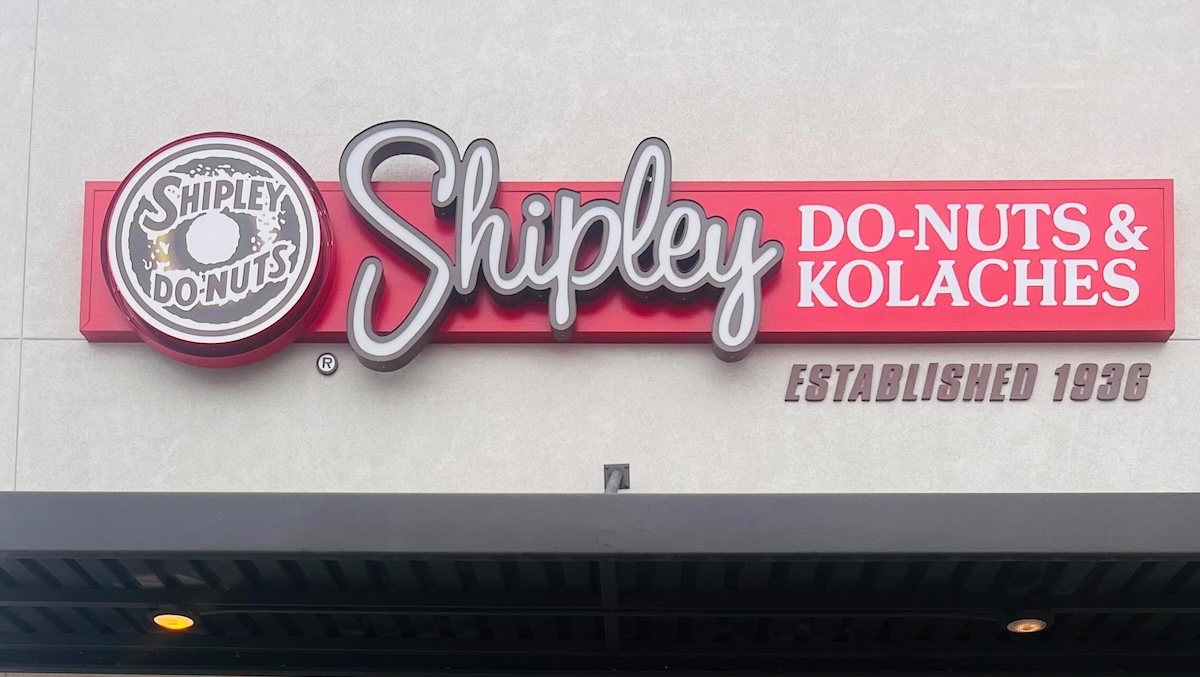 SHIPLEY
DO-NUTS
®
Shipley
DO-NUTS &
KOLACHES
ESTABLISHED 1936